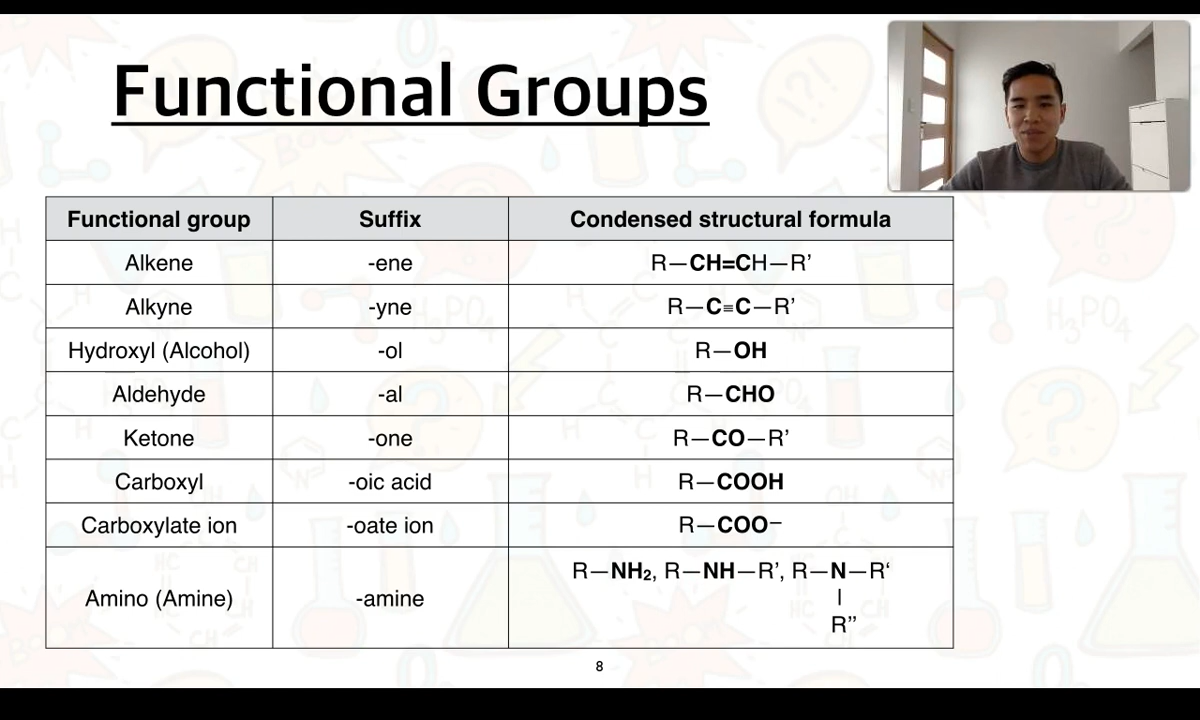 Functional Groups
Functional group Suffix Condensed structural formula
Alkene -ene R—CH=CH—R’
Alkyne -yne R—C≡C—R’
Hydroxyl (Alcohol) -ol R—OH
Aldehyde -al R—CHO
Ketone -one R—CO—R’
Carboxyl -oic acid R—COOH
Carboxylate ion -oate ion R—COO⁻
Amino (Amine) -amine R—NH₂, R—NH—R’, R—N—R‘
|
R”
8
H₃PO₄
H₃PO₄